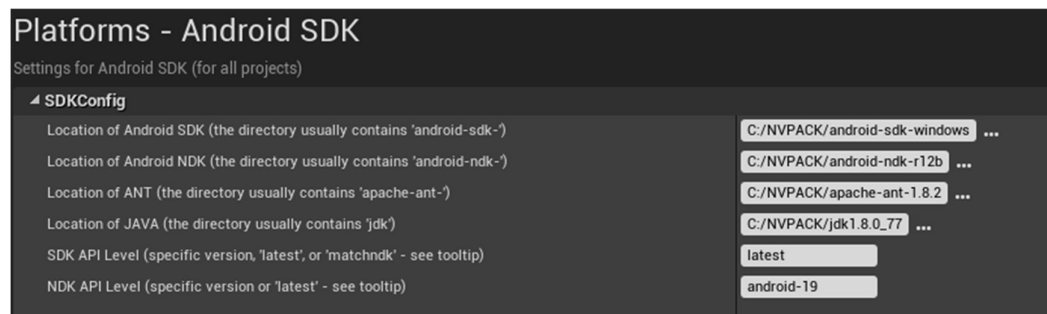 Platforms - Android SDK
Settings for Android SDK (for all projects)
SDKConfig
Location of Android SDK (the directory usually contains 'android-sdk-') C:/NVPACK/android-sdk-windows ...
Location of Android NDK (the directory usually contains 'android-ndk-') C:/NVPACK/android-ndk-r12b ...
Location of ANT (the directory usually contains 'apache-ant-') C:/NVPACK/apache-ant-1.8.2 ...
Location of JAVA (the directory usually contains 'jdk') C:/NVPACK/jdk1.8.0_77 ...
SDK API Level (specific version, 'latest', or 'matchndk' - see tooltip) latest
NDK API Level (specific version or 'latest' - see tooltip) android-19